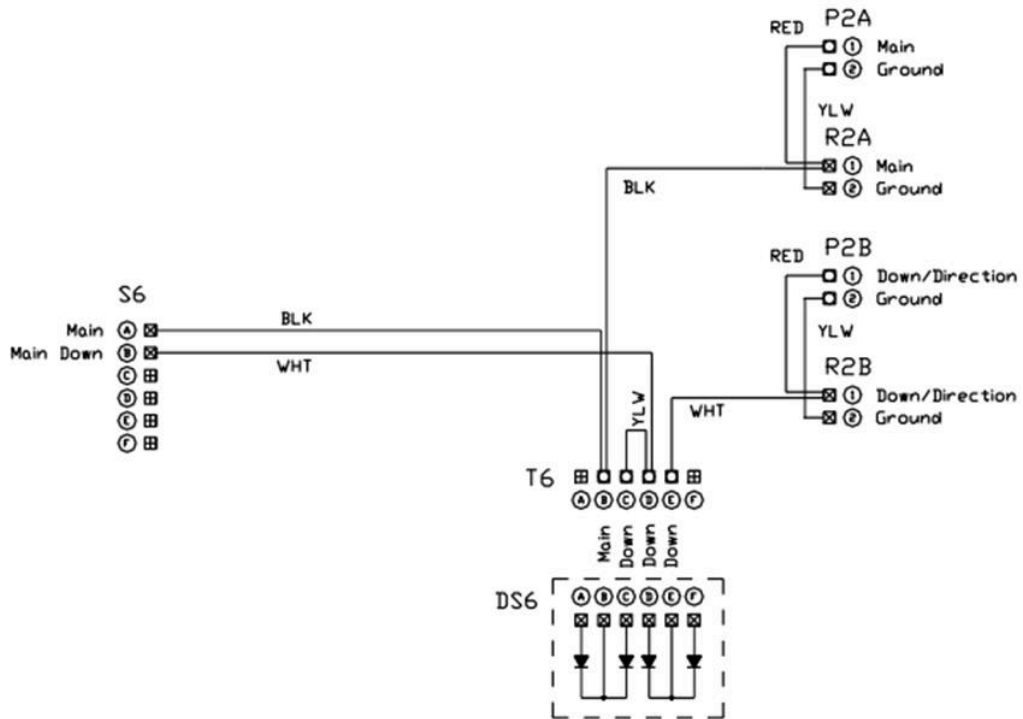 P2A
RED
① Main
② Ground
YLW
R2A
① Main
② Ground
BLK
P2B
RED
① Down/Direction
② Ground
YLW
R2B
① Down/Direction
② Ground
WHT
S6
Main Ⓐ
Main Down Ⓑ
Ⓒ
Ⓓ
Ⓔ
Ⓕ
BLK
WHT
YLW
T6
Ⓐ Ⓑ Ⓒ Ⓓ Ⓔ Ⓕ
Main
Down
Down
Down
DS6
Ⓐ Ⓑ Ⓒ Ⓓ Ⓔ Ⓕ